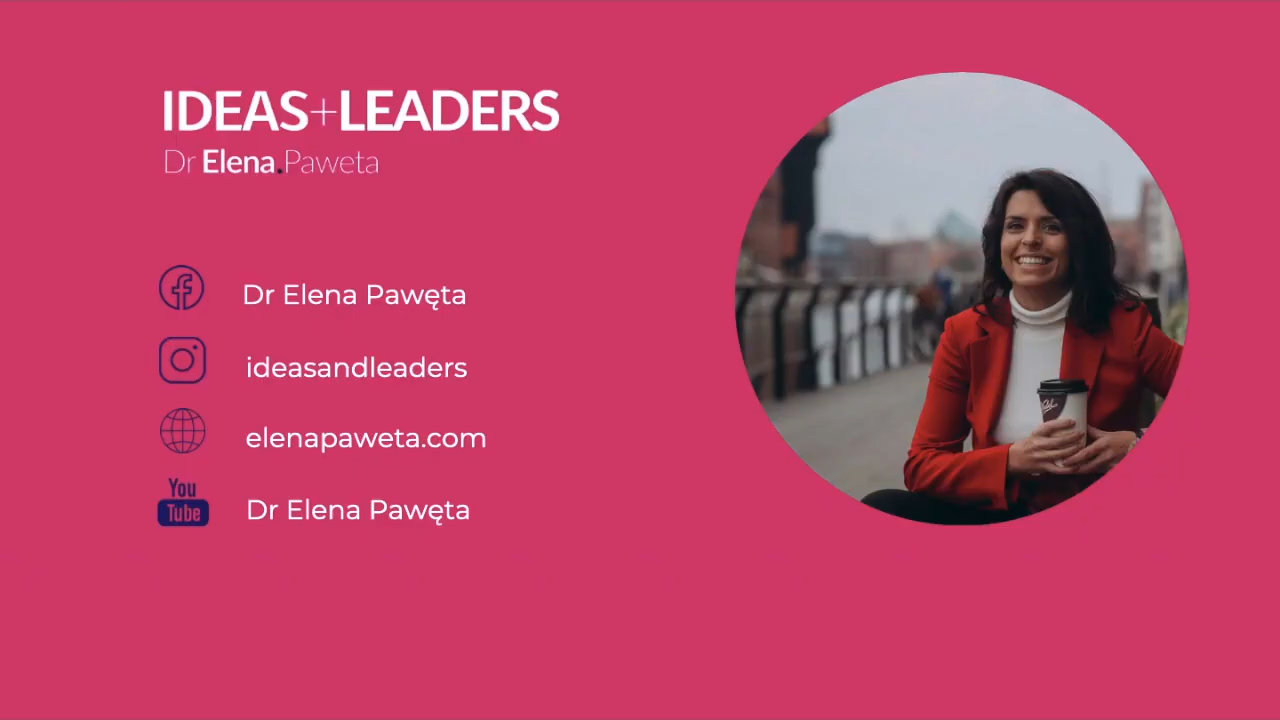 IDEAS+LEADERS
Dr Elena.Paweta
Dr Elena Pawęta
ideasandleaders
elenapaweta.com
You
Tube
Dr Elena Pawęta